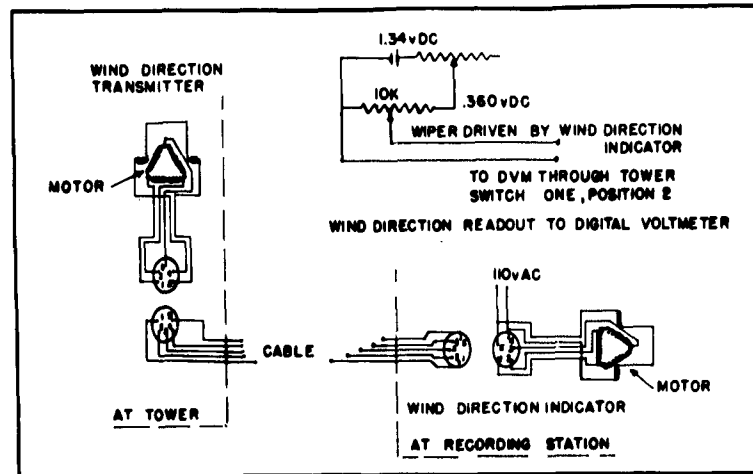 1.34vDC
WIND DIRECTION
TRANSMITTER
10K
.360vDC
WIPER DRIVEN BY WIND DIRECTION
INDICATOR
MOTOR
TO DVM THROUGH TOWER
SWITCH ONE, POSITION 2
WIND DIRECTION READOUT TO DIGITAL VOLTMETER
110vAC
CABLE
MOTOR
AT TOWER
WIND DIRECTION INDICATOR
AT RECORDING STATION